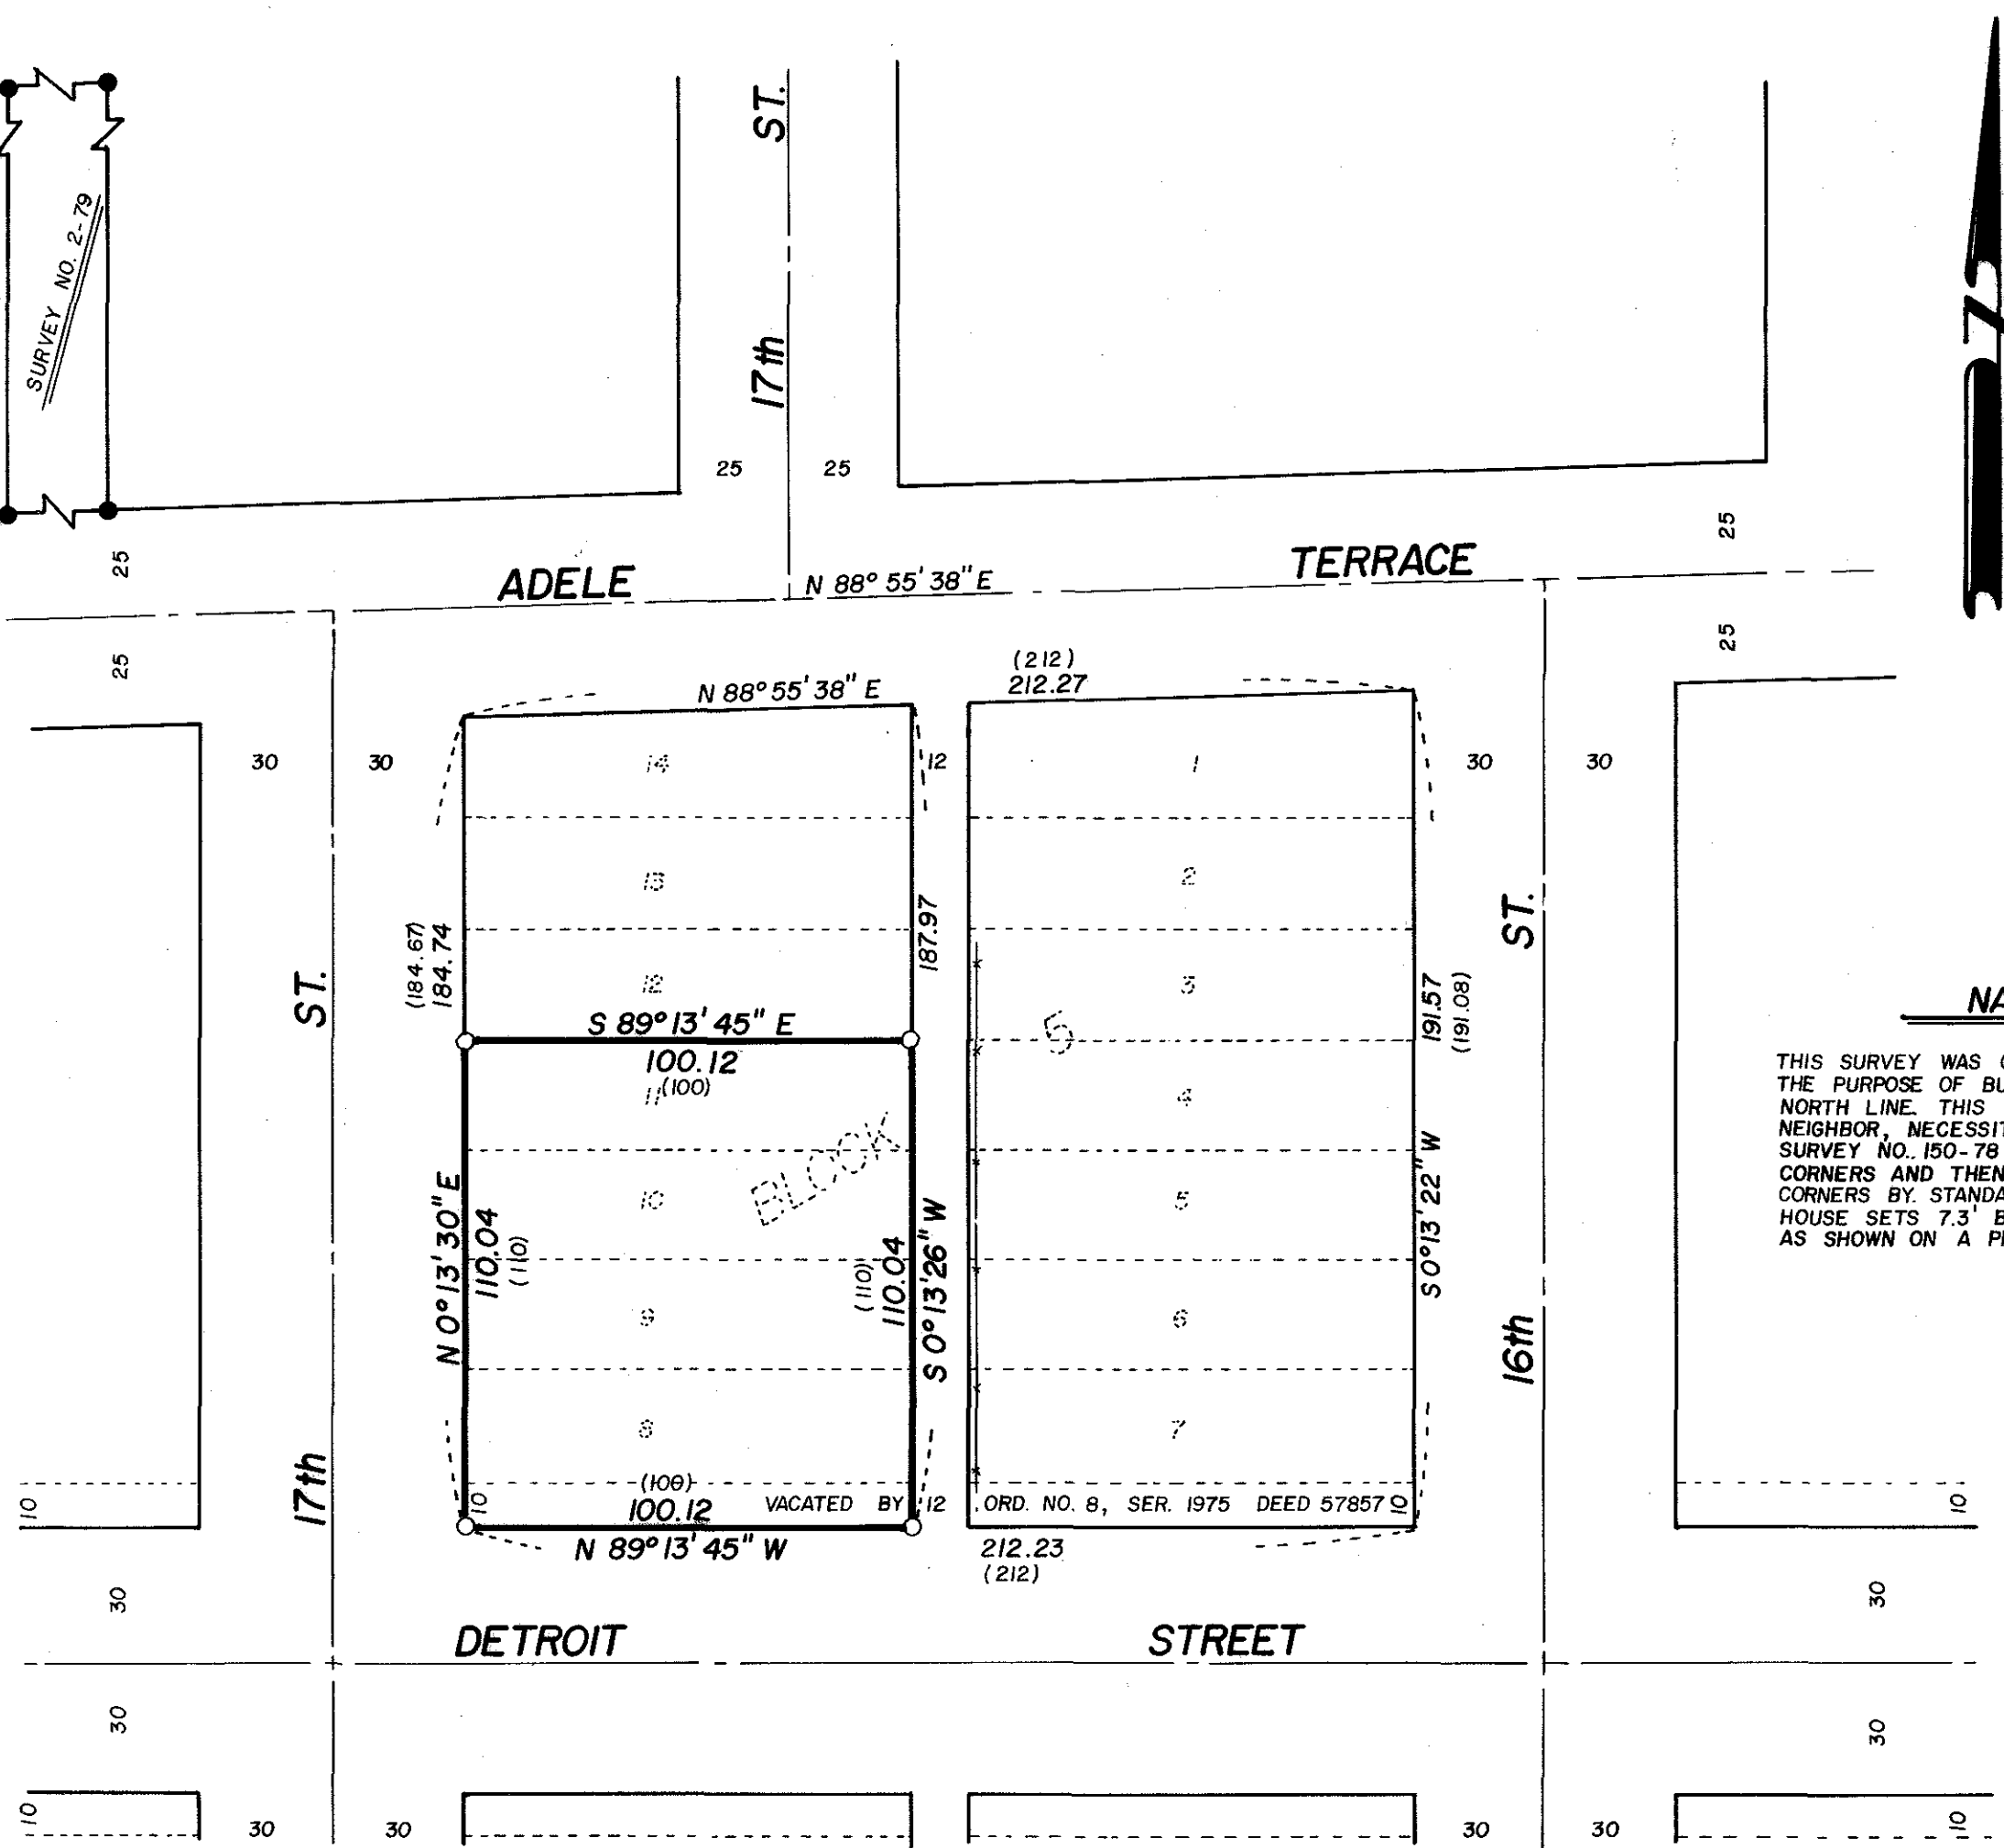 SURVEY NO. 2-79
17th ST.
25 25
25
25
ADELE TERRACE
N 88° 55' 38" E
25
25
N 88° 55' 38" E
(212)
212.27
30 30
14
12
1
30 30
13
2
(184.67)
184.74
187.97
12
3
191.57
(191.08)
17th ST.
16th ST.
S 89° 13' 45" E
100.12
(100)
11
5
4
BLOCK
10
5
N 0° 13' 30" E
110.04
(110)
(110)
110.04
S 0° 13' 26" W
S 0° 13' 22" W
9
6
8
7
(100)
10 100.12 VACATED BY 12 ORD. NO. 8, SER. 1975 DEED 57857 10
N 89° 13' 45" W
212.23
(212)
10
10
30
30
DETROIT STREET
30
30
10
10
30 30
30 30
NA
THIS SURVEY WAS
THE PURPOSE OF BU
NORTH LINE. THIS
NEIGHBOR, NECESSIT
SURVEY NO.. 150-78
CORNERS AND THEN
CORNERS BY. STANDA
HOUSE SETS 7.3' B
AS SHOWN ON A